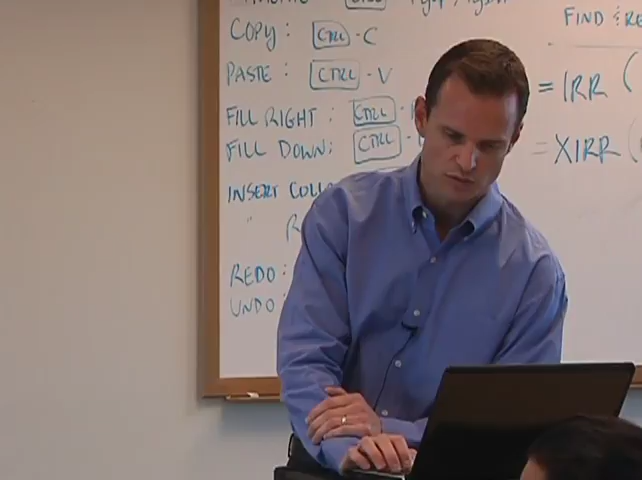 COPY: CTRL - C
PASTE: CTRL - V
FILL RIGHT: CTRL -
FILL DOWN: CTRL -
INSERT
"
REDO:
UNDO
FIND &
= IRR (
= XIRR (